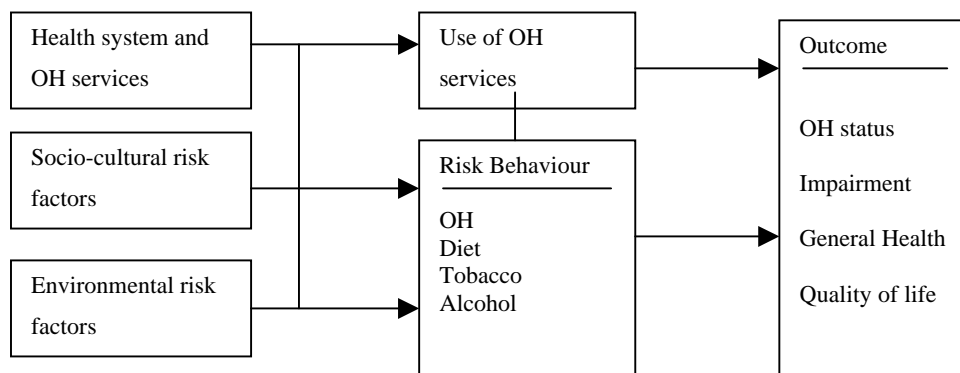 Health system and
OH services
Socio-cultural risk
factors
Environmental risk
factors
Use of OH
services
Risk Behaviour
OH
Diet
Tobacco
Alcohol
Outcome
OH status
Impairment
General Health
Quality of life